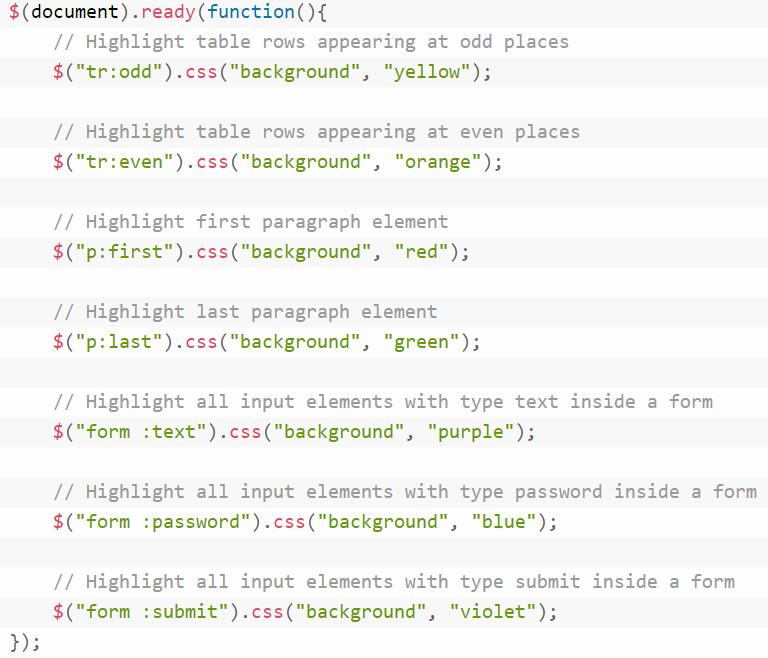 $(document).ready(function(){
    // Highlight table rows appearing at odd places
    $("tr:odd").css("background", "yellow");

    // Highlight table rows appearing at even places
    $("tr:even").css("background", "orange");

    // Highlight first paragraph element
    $("p:first").css("background", "red");

    // Highlight last paragraph element
    $("p:last").css("background", "green");

    // Highlight all input elements with type text inside a form
    $("form :text").css("background", "purple");

    // Highlight all input elements with type password inside a form
    $("form :password").css("background", "blue");

    // Highlight all input elements with type submit inside a form
    $("form :submit").css("background", "violet");
});